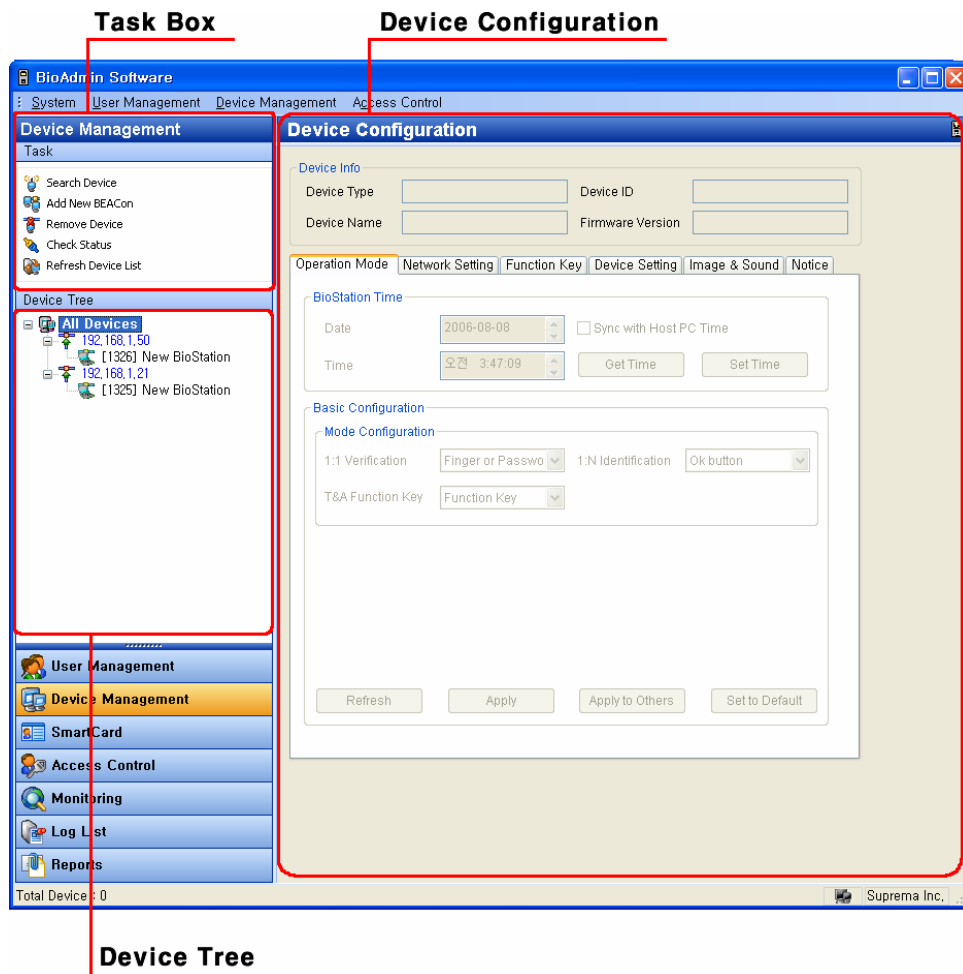 Task Box
Device Configuration
BioAdmin Software
System User Management Device Management Access Control
Device Management
Task
Search Device
Add New BEACon
Remove Device
Check Status
Refresh Device List
Device Tree
All Devices
192,168,1,50
[1326] New BioStation
192,168,1,21
[1325] New BioStation
User Management
Device Management
SmartCard
Access Control
Monitoring
Log List
Reports
Device Configuration
Device Info
Device Type
Device ID
Device Name
Firmware Version
Operation Mode Network Setting Function Key Device Setting Image & Sound Notice
BioStation Time
Date 2006-08-08 Sync with Host PC Time
Time 오전 3:47:09 Get Time Set Time
Basic Configuration
Mode Configuration
1:1 Verification Finger or Passwo 1:N Identification Ok button
T&A Function Key Function Key
Refresh Apply Apply to Others Set to Default
Total Device : 0 Suprema Inc,
Device Tree